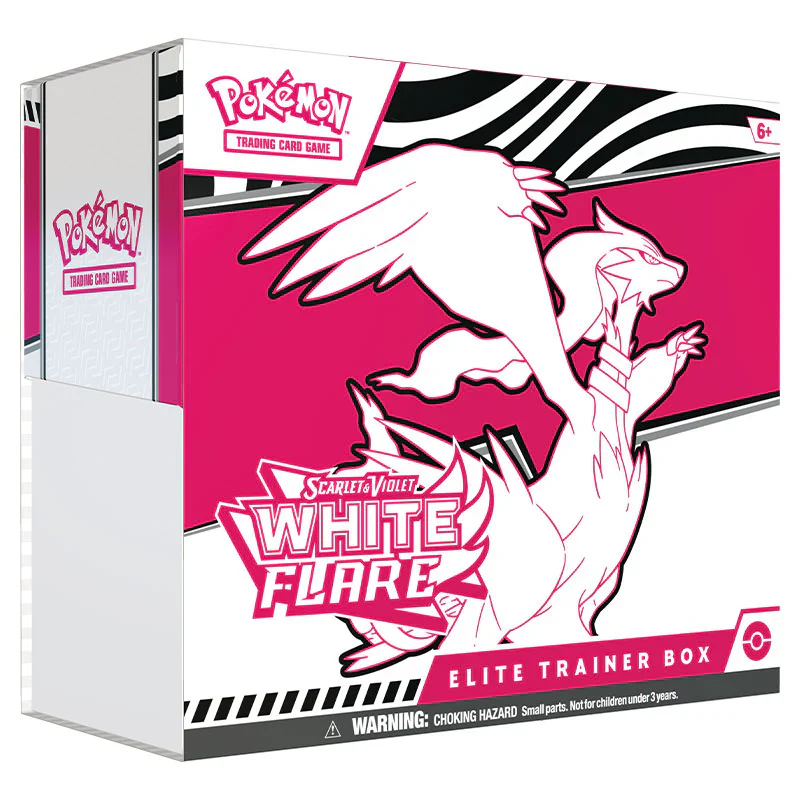 POKéMON
TRADING CARD GAME
6+
POKéMON
TRADING CARD GAME
SCARLET & VIOLET
WHITE
FLARE
ELITE TRAINER BOX
WARNING: CHOKING HAZARD Small parts. Not for children under 3 years.